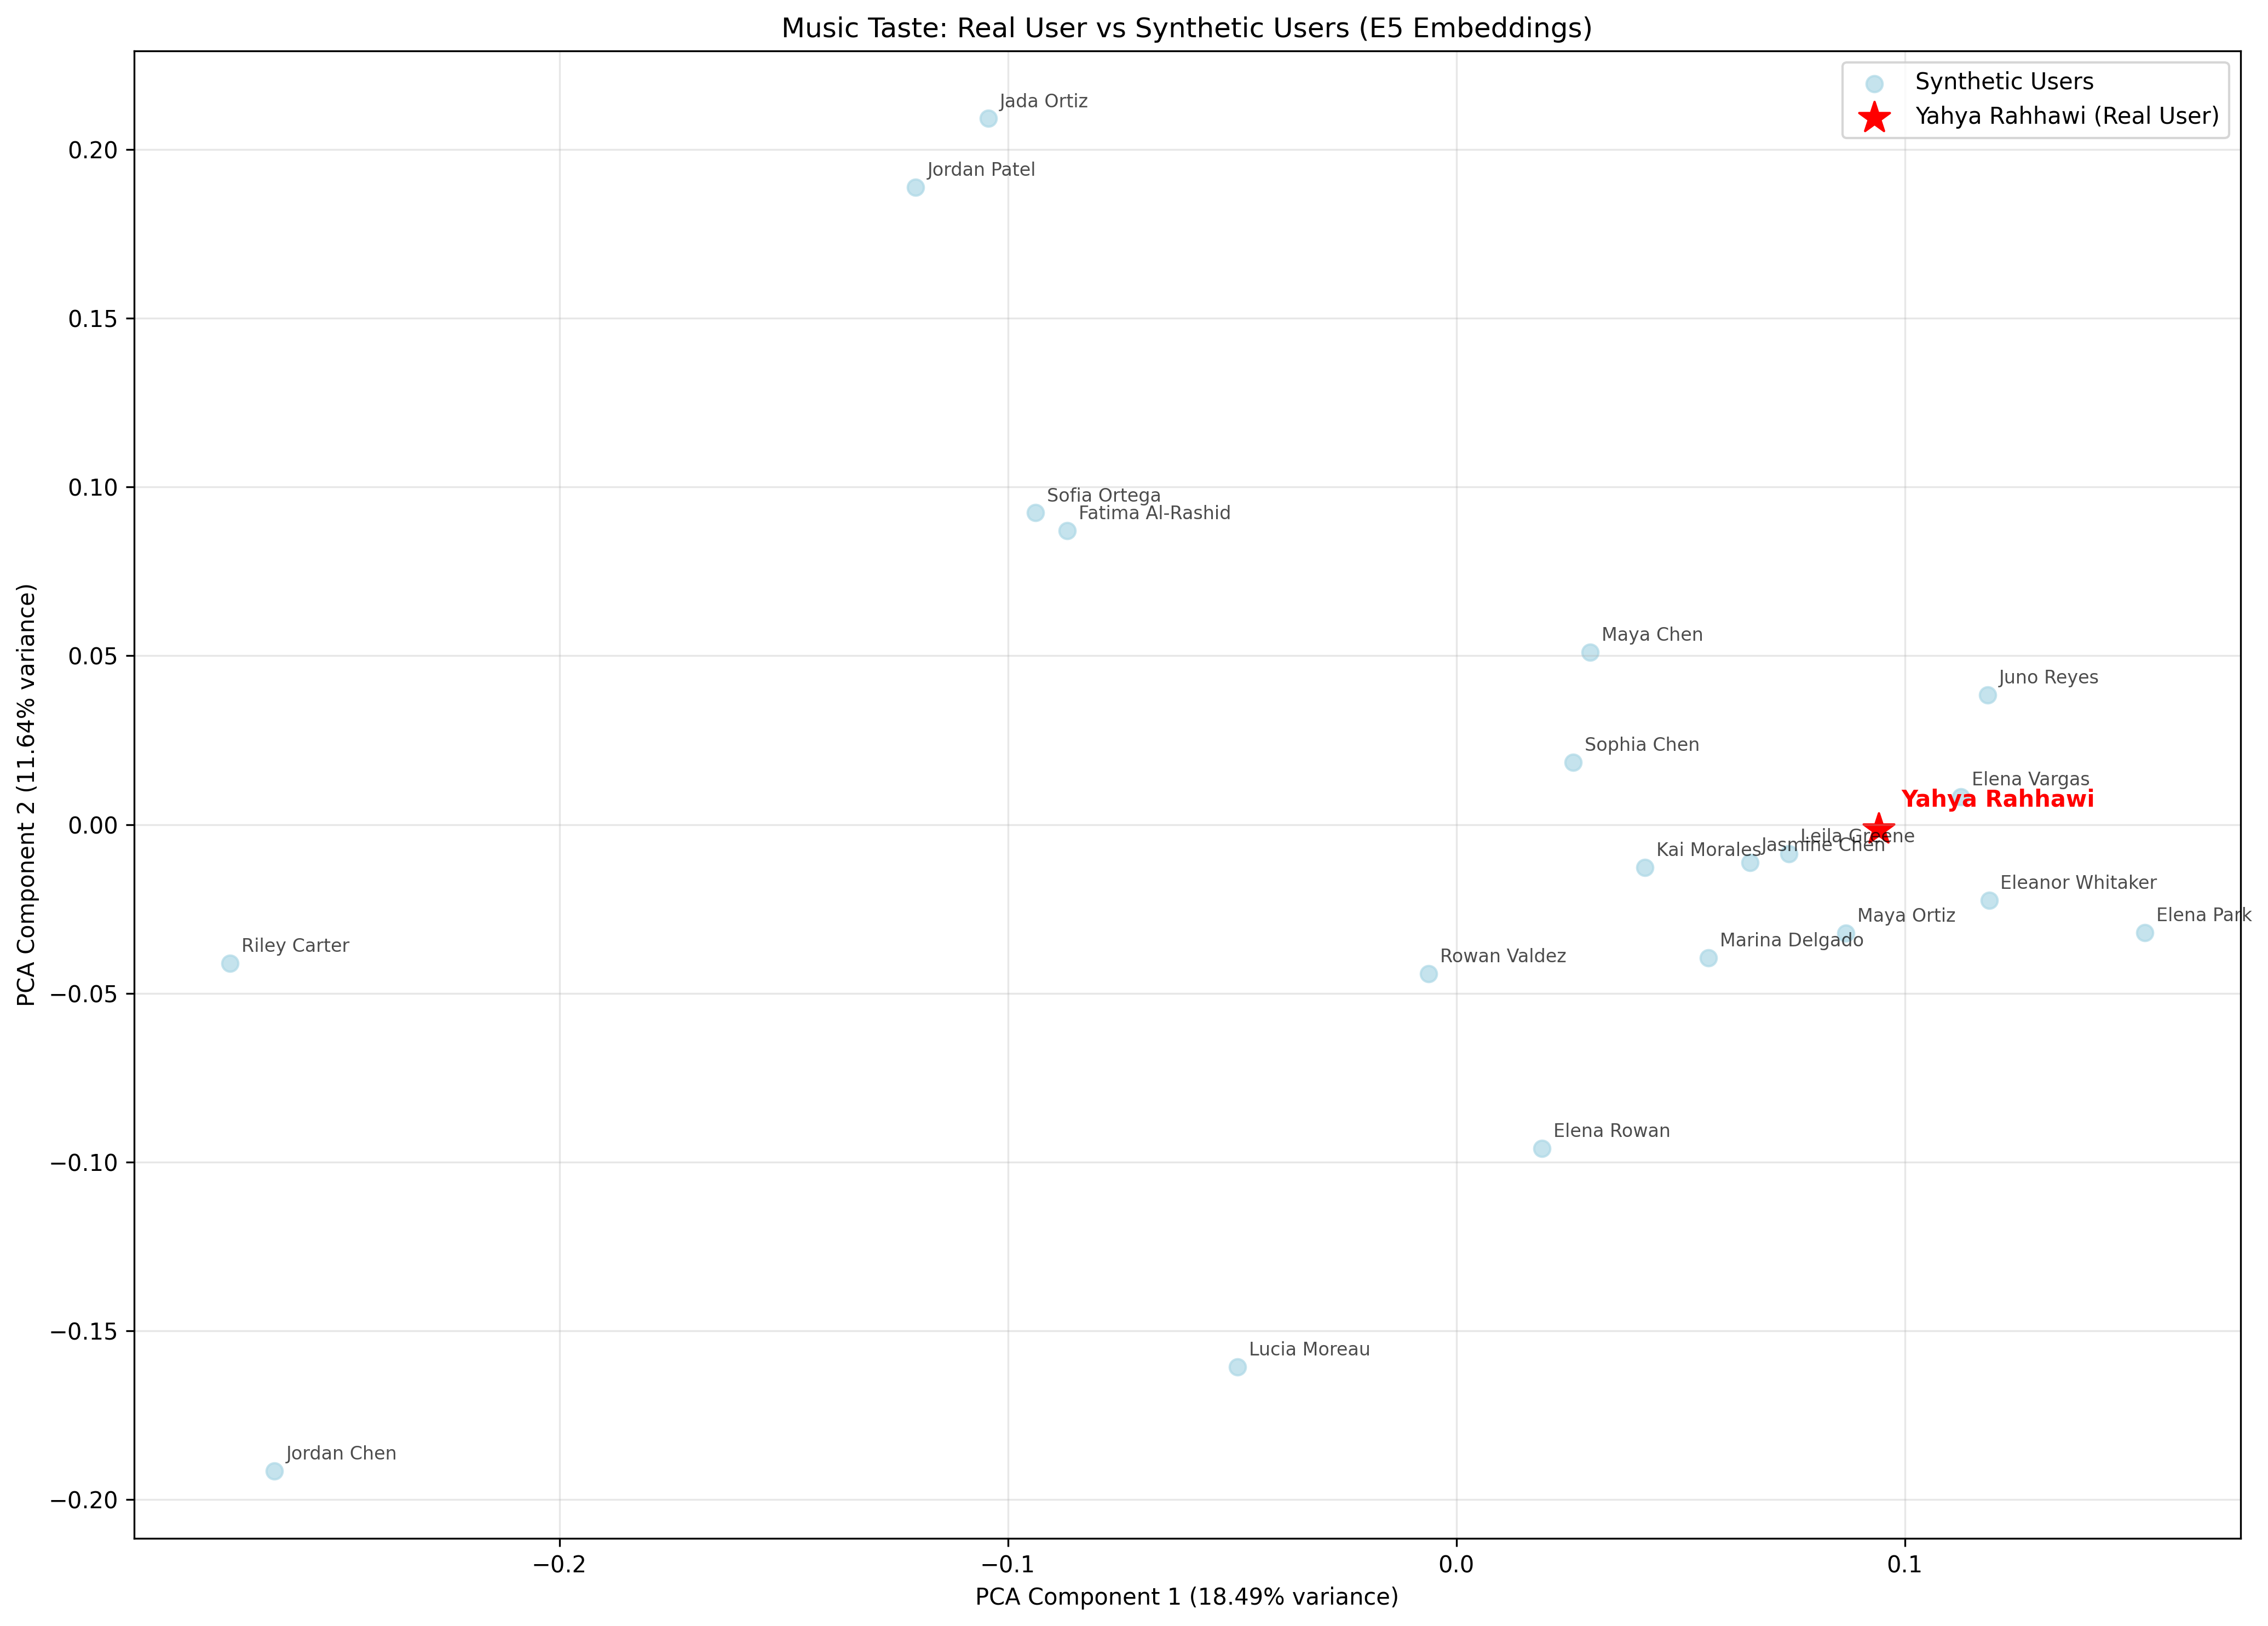 Music Taste: Real User vs Synthetic Users (E5 Embeddings)
Synthetic Users
Yahya Rahhawi (Real User)
Jada Ortiz
Jordan Patel
Sofia Ortega
Fatima Al-Rashid
Maya Chen
Juno Reyes
Sophia Chen
Elena Vargas
Yahya Rahhawi
Leila Greene
Jasmine Chen
Kai Morales
Eleanor Whitaker
Elena Park
Maya Ortiz
Marina Delgado
Riley Carter
Rowan Valdez
Elena Rowan
Lucia Moreau
Jordan Chen
0.20
0.15
0.10
0.05
0.00
−0.05
−0.10
−0.15
−0.20
PCA Component 2 (11.64% variance)
−0.2
−0.1
0.0
0.1
PCA Component 1 (18.49% variance)